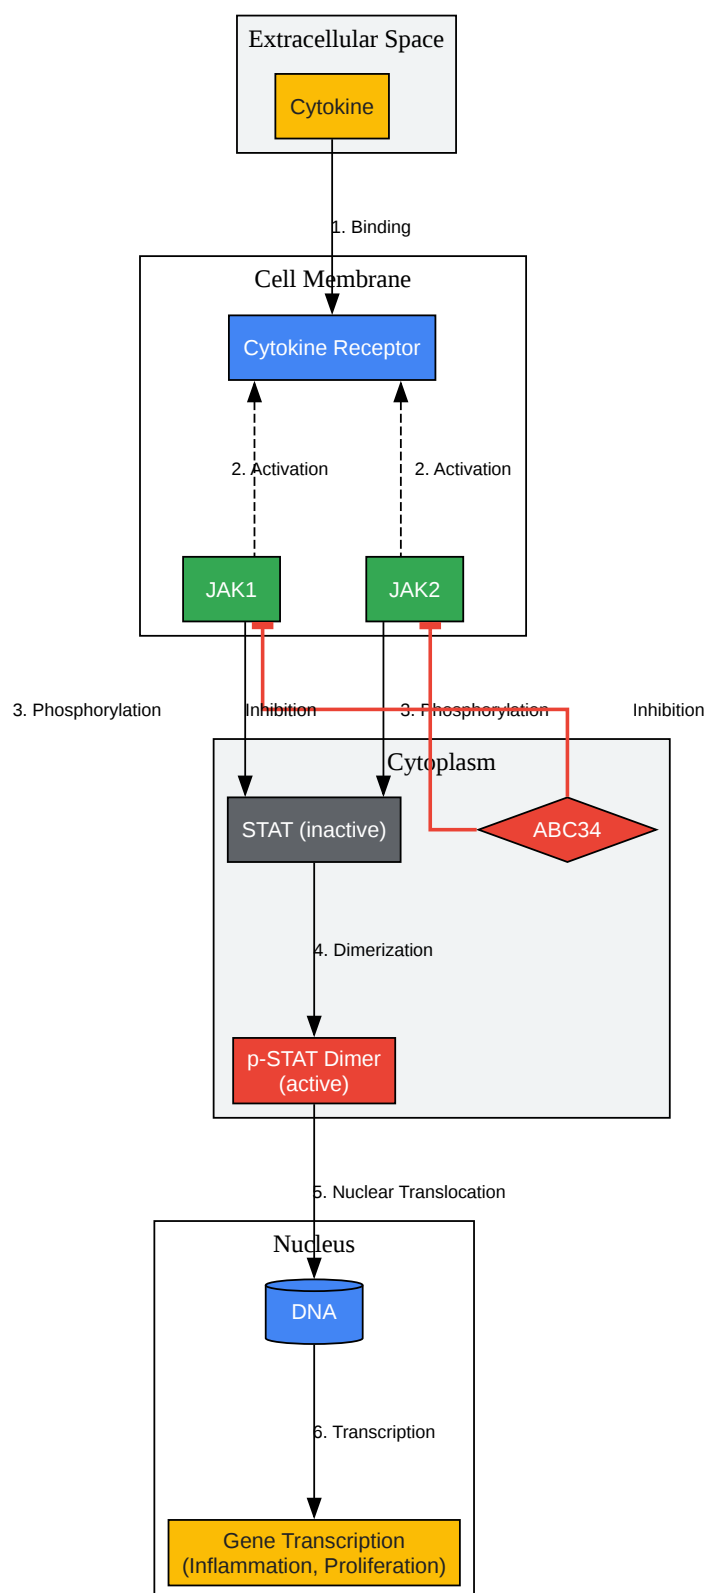 Extracellular Space
Cytokine
1. Binding
Cell Membrane
Cytokine Receptor
2. Activation
2. Activation
JAK1
JAK2
3. Phosphorylation
Inhibition
3. Phosphorylation
Inhibition
Cytoplasm
STAT (inactive)
ABC34
4. Dimerization
p-STAT Dimer
(active)
5. Nuclear Translocation
Nucleus
DNA
6. Transcription
Gene Transcription
(Inflammation, Proliferation)